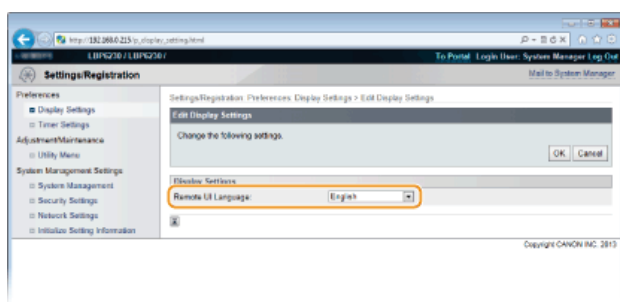 http://192.168.0.215/p_display_setting.html
LBP6230 / LBP6230 /
To Portal Login User: System Manager Log Out
Settings/Registration
Mail to System Manager
Preferences
Display Settings
Timer Settings
Adjustment/Maintenance
Utility Menu
System Management Settings
System Management
Security Settings
Network Settings
Initialize Setting Information
Settings/Registration: Preferences: Display Settings > Edit Display Settings
Edit Display Settings
Change the following settings.
OK Cancel
Display Settings
Remote UI Language: English
Copyright CANON INC. 2013